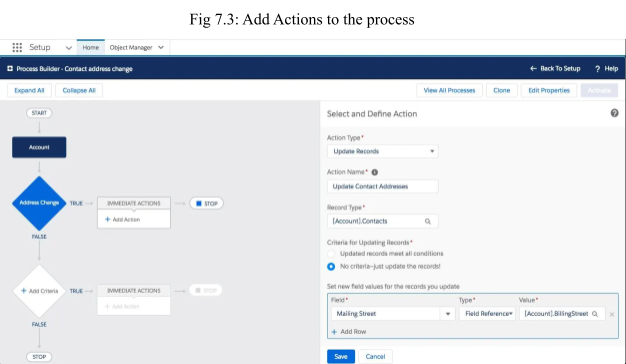 Fig 7.3: Add Actions to the process
Setup Home Object Manager
Process Builder - Contact address change Back To Setup ? Help
Expand All Collapse All View All Processes Clone Edit Properties Activate
START
Account
Address Change TRUE IMMEDIATE ACTIONS STOP
+ Add Action
FALSE
+ Add Criteria TRUE IMMEDIATE ACTIONS STOP
+ Add Action
FALSE
STOP
Select and Define Action
Action Type*
Update Records
Action Name*
Update Contact Addresses
Record Type*
[Account].Contacts
Criteria for Updating Records*
Updated records meet all conditions
No criteria-just update the records!
Set new field values for the records you update
Field* Type* Value*
Mailing Street Field Reference [Account].BillingStreet
+ Add Row
Save Cancel